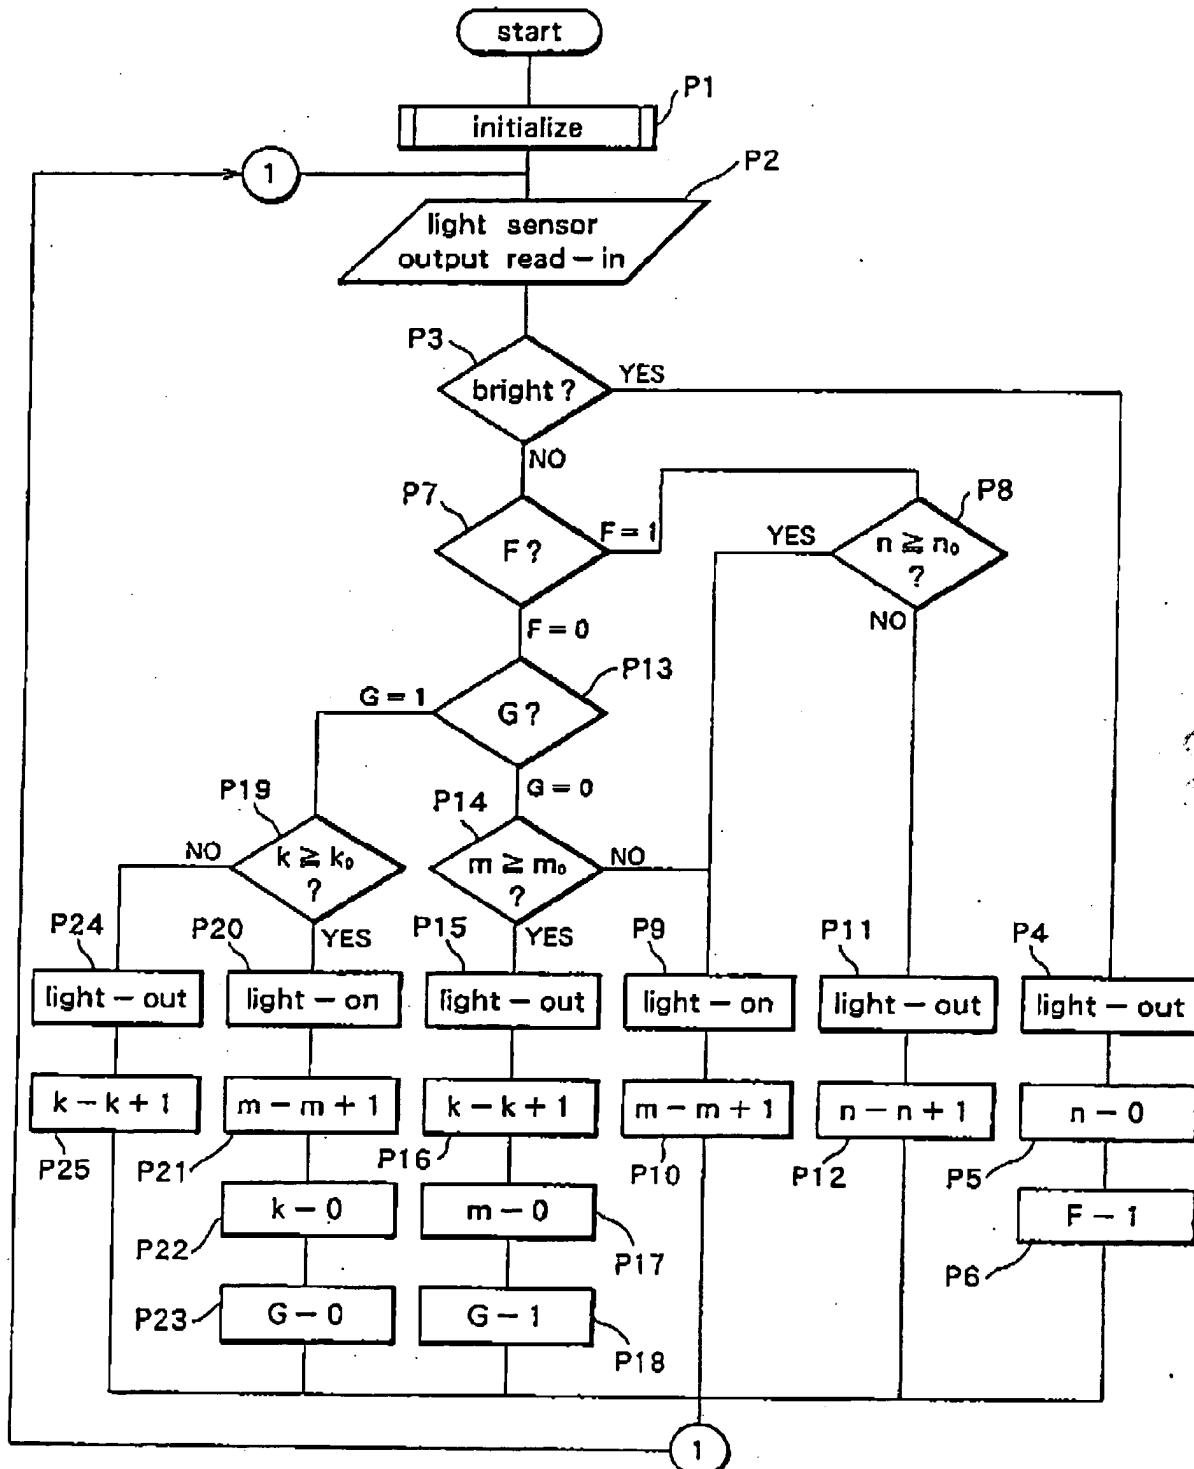 start
P1
initialize
1
P2
light sensor
output read-in
P3
bright?
YES
NO
P7
F?
F=1
P8
YES
n ≧ n₀
?
NO
F=0
P13
G=1
G?
G=0
P19
P14
NO
k ≧ k₀
?
m ≧ m₀
?
NO
YES
YES
P24
P20
P15
P9
P11
P4
light-out
light-on
light-out
light-on
light-out
light-out
k-k+1
m-m+1
k-k+1
m-m+1
n-n+1
n-0
P25
P21
P16
P10
P12
P5
k-0
m-0
F-1
P22
P17
P6
G-0
G-1
P23
P18
1